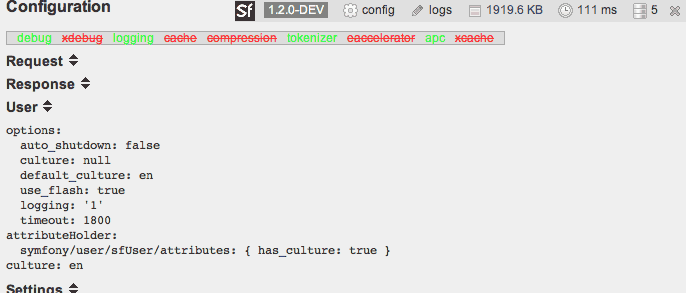 Configuration Sf 1.2.0-DEV config logs 1919.6 KB 111 ms 5
debug xdebug logging cache compression tokenizer eaccelerator apc xcache
Request
Response
User
options:
  auto_shutdown: false
  culture: null
  default_culture: en
  use_flash: true
  logging: '1'
  timeout: 1800
attributeHolder:
  symfony/user/sfUser/attributes: { has_culture: true }
culture: en
Settings